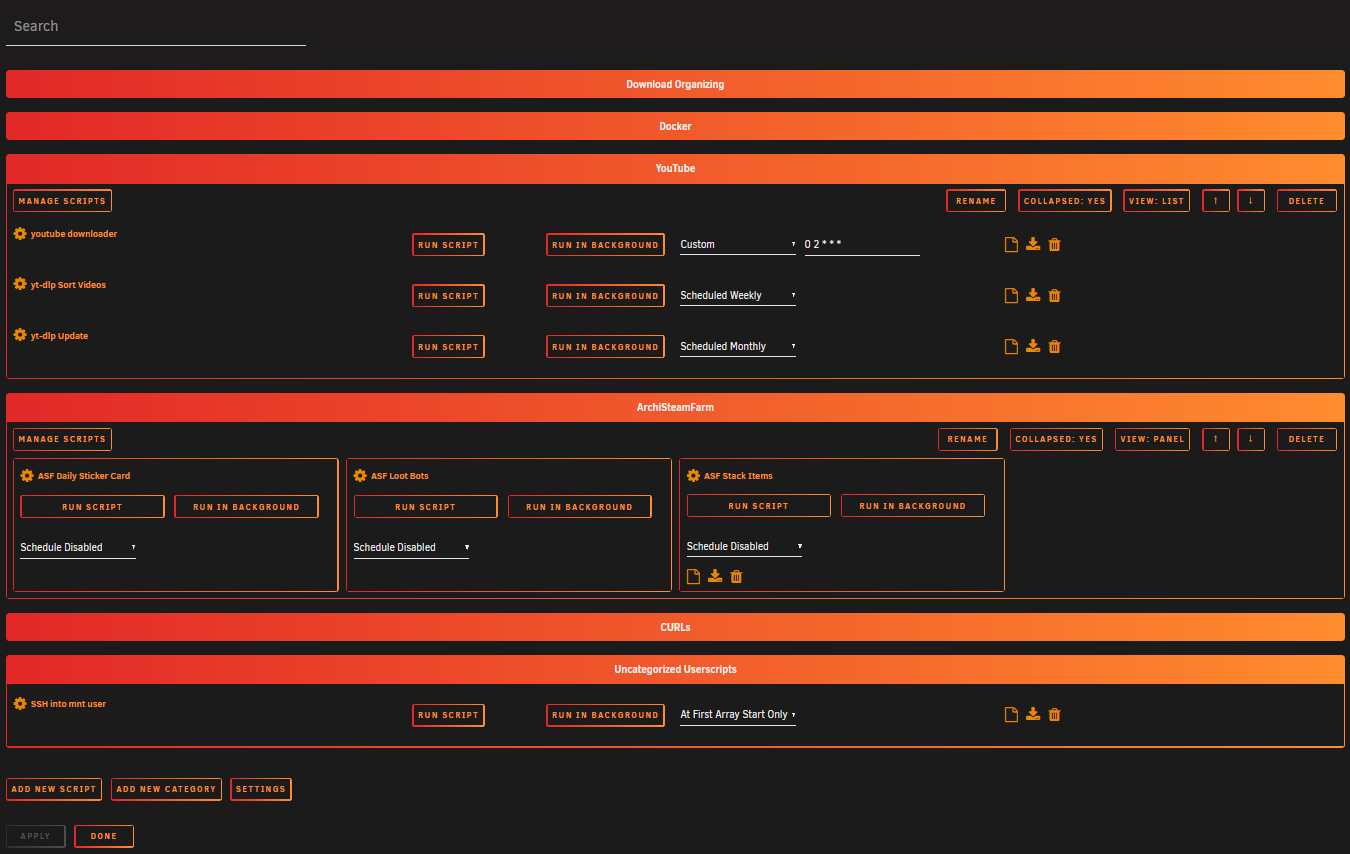 Search
Download Organizing
Docker
YouTube
MANAGE SCRIPTS RENAME COLLAPSED: YES VIEW: LIST ↑ ↓ DELETE
youtube downloader RUN SCRIPT RUN IN BACKGROUND Custom 0 2 * * *
yt-dlp Sort Videos RUN SCRIPT RUN IN BACKGROUND Scheduled Weekly
yt-dlp Update RUN SCRIPT RUN IN BACKGROUND Scheduled Monthly
ArchiSteamFarm
MANAGE SCRIPTS RENAME COLLAPSED: YES VIEW: PANEL ↑ ↓ DELETE
ASF Daily Sticker Card ASF Loot Bots ASF Stack Items
RUN SCRIPT RUN IN BACKGROUND RUN SCRIPT RUN IN BACKGROUND RUN SCRIPT RUN IN BACKGROUND
Schedule Disabled Schedule Disabled Schedule Disabled
CURLs
Uncategorized Userscripts
SSH into mnt user RUN SCRIPT RUN IN BACKGROUND At First Array Start Only
ADD NEW SCRIPT ADD NEW CATEGORY SETTINGS
APPLY DONE